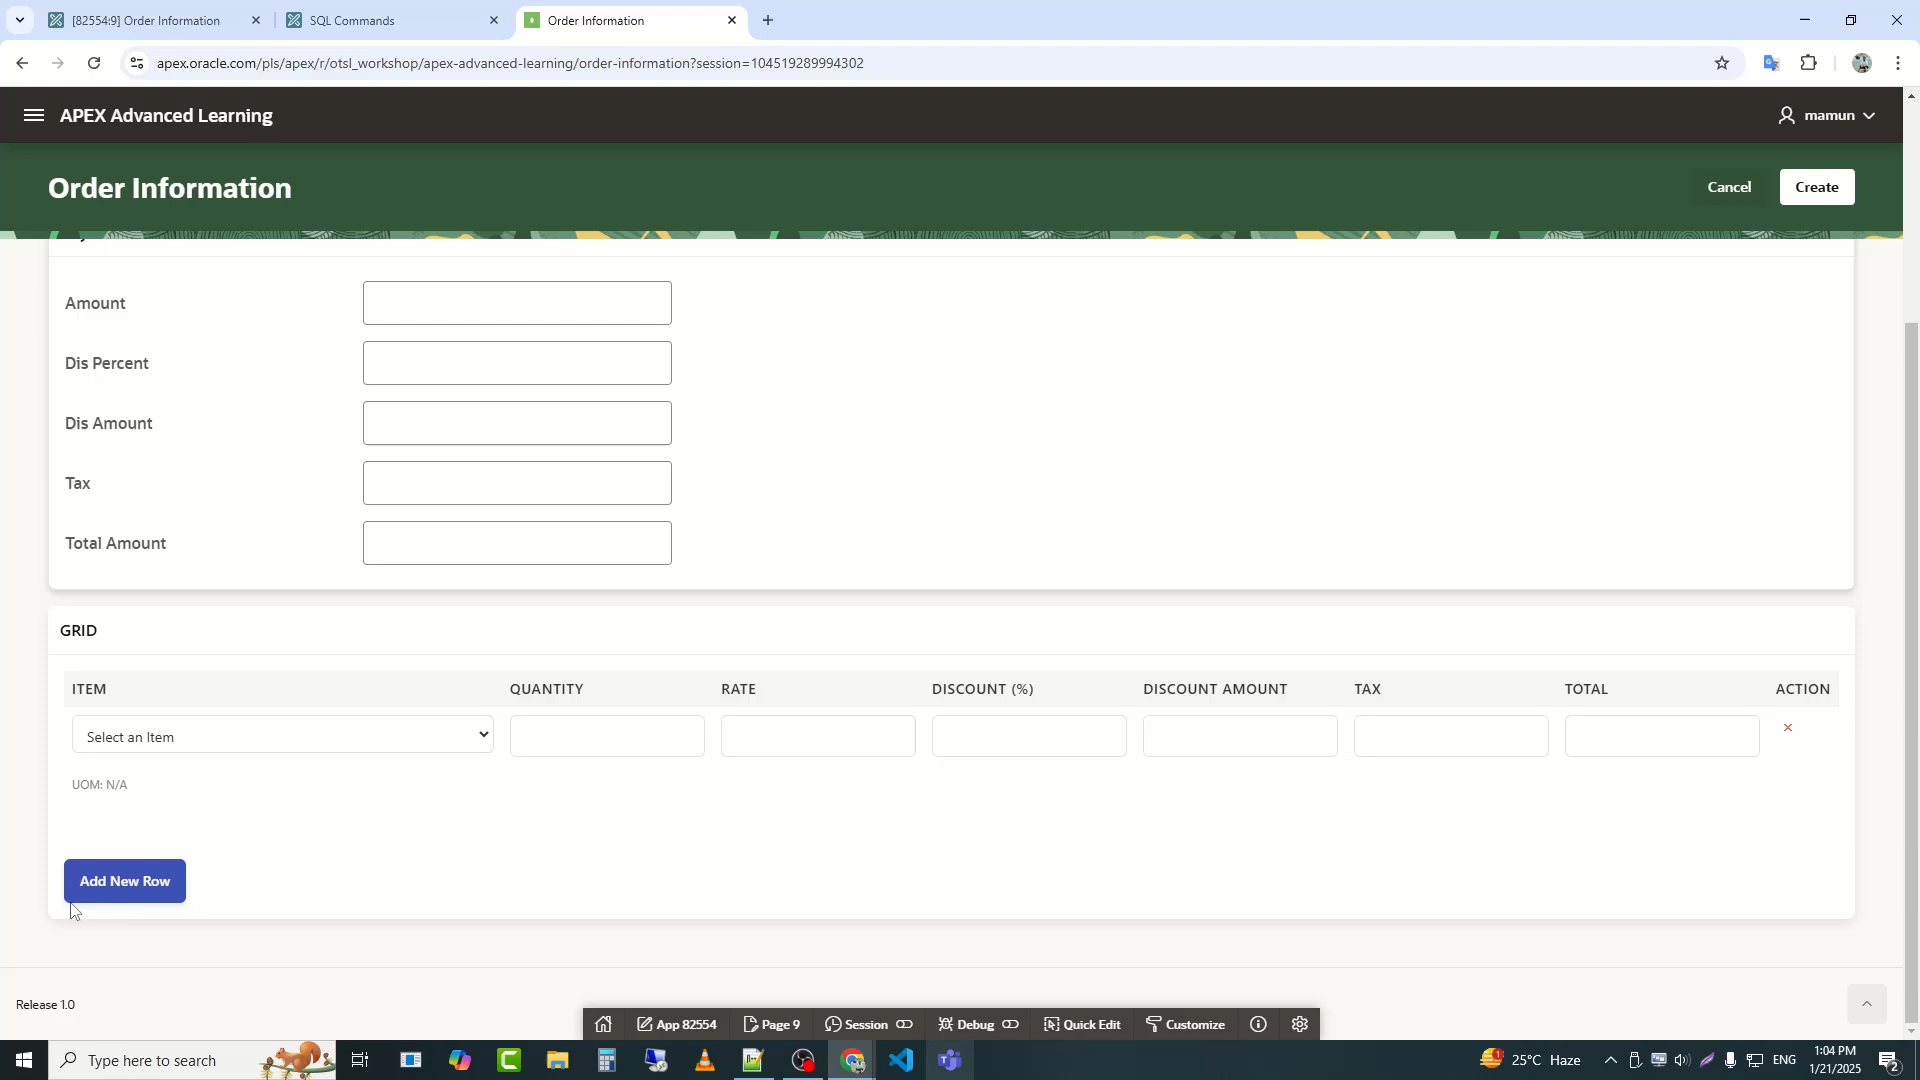 [82554:9] Order Information
SQL Commands
Order Information
apex.oracle.com/pls/apex/r/otsl_workshop/apex-advanced-learning/order-information?session=104519289994302
APEX Advanced Learning
mamun
Order Information
Cancel
Create
Amount
Dis Percent
Dis Amount
Tax
Total Amount
GRID
ITEM QUANTITY RATE DISCOUNT (%) DISCOUNT AMOUNT TAX TOTAL ACTION
Select an Item
UOM: N/A
Add New Row
Release 1.0
App 82554 Page 9 Session Debug Quick Edit Customize
Type here to search
25°C Haze
ENG
1:04 PM
1/21/2025
2